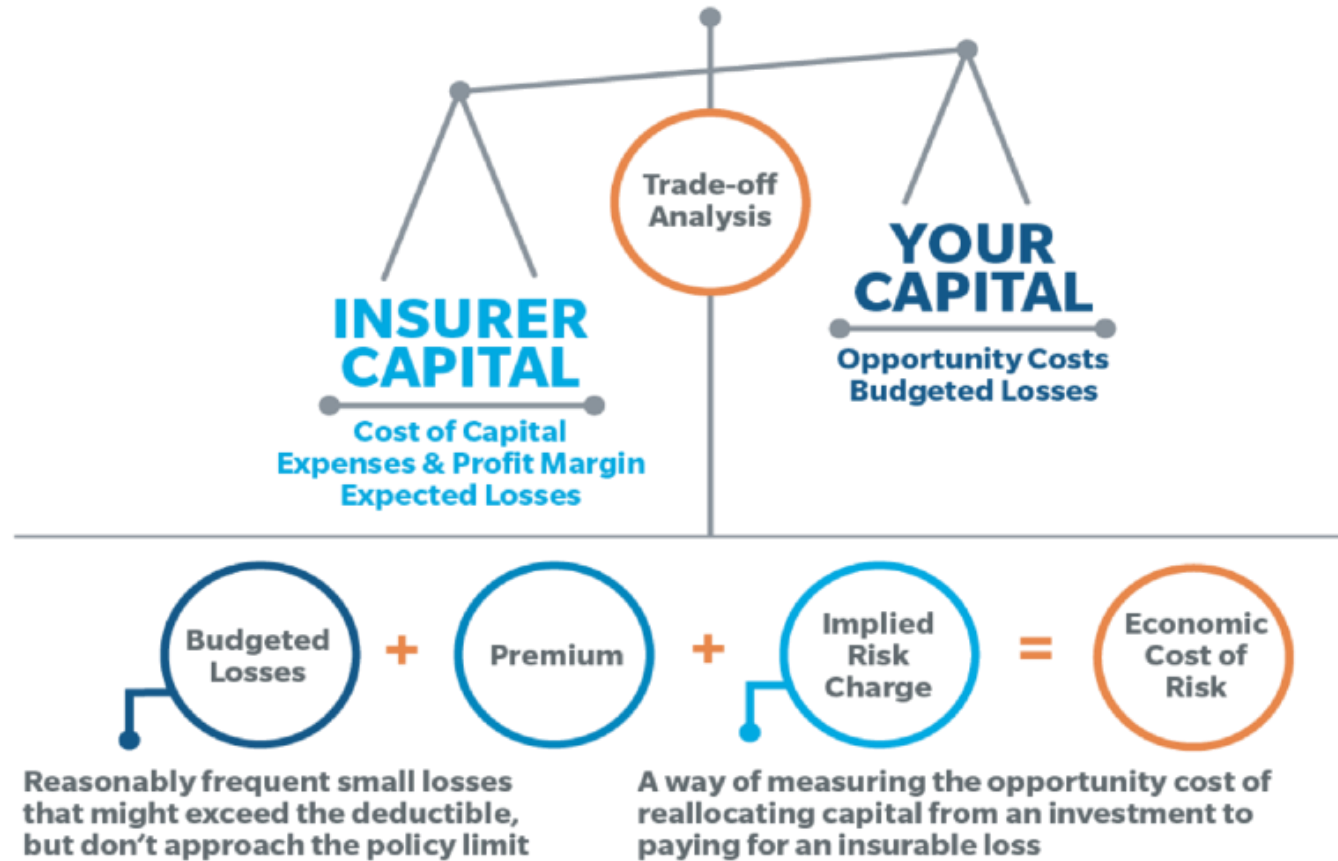 Trade-off
Analysis
INSURER
CAPITAL
Cost of Capital
Expenses & Profit Margin
Expected Losses
YOUR
CAPITAL
Opportunity Costs
Budgeted Losses
Budgeted
Losses
+
Premium
+
Implied
Risk
Charge
=
Economic
Cost of
Risk
Reasonably frequent small losses
that might exceed the deductible,
but don't approach the policy limit
A way of measuring the opportunity cost of
reallocating capital from an investment to
paying for an insurable loss